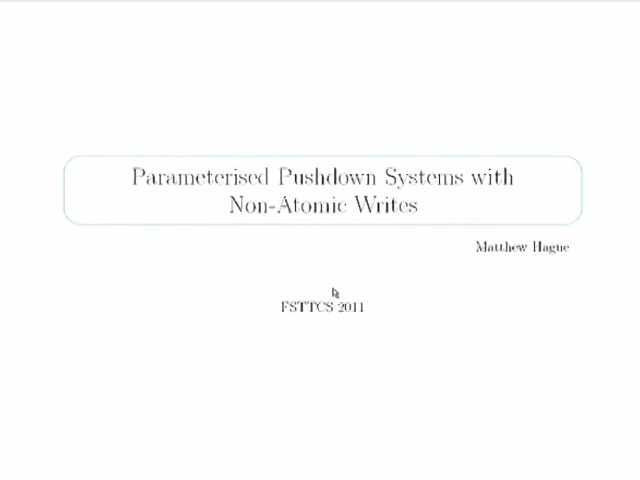 Parameterised Pushdown Systems with
Non-Atomic Writes
Matthew Hague
FSTTCS 2011